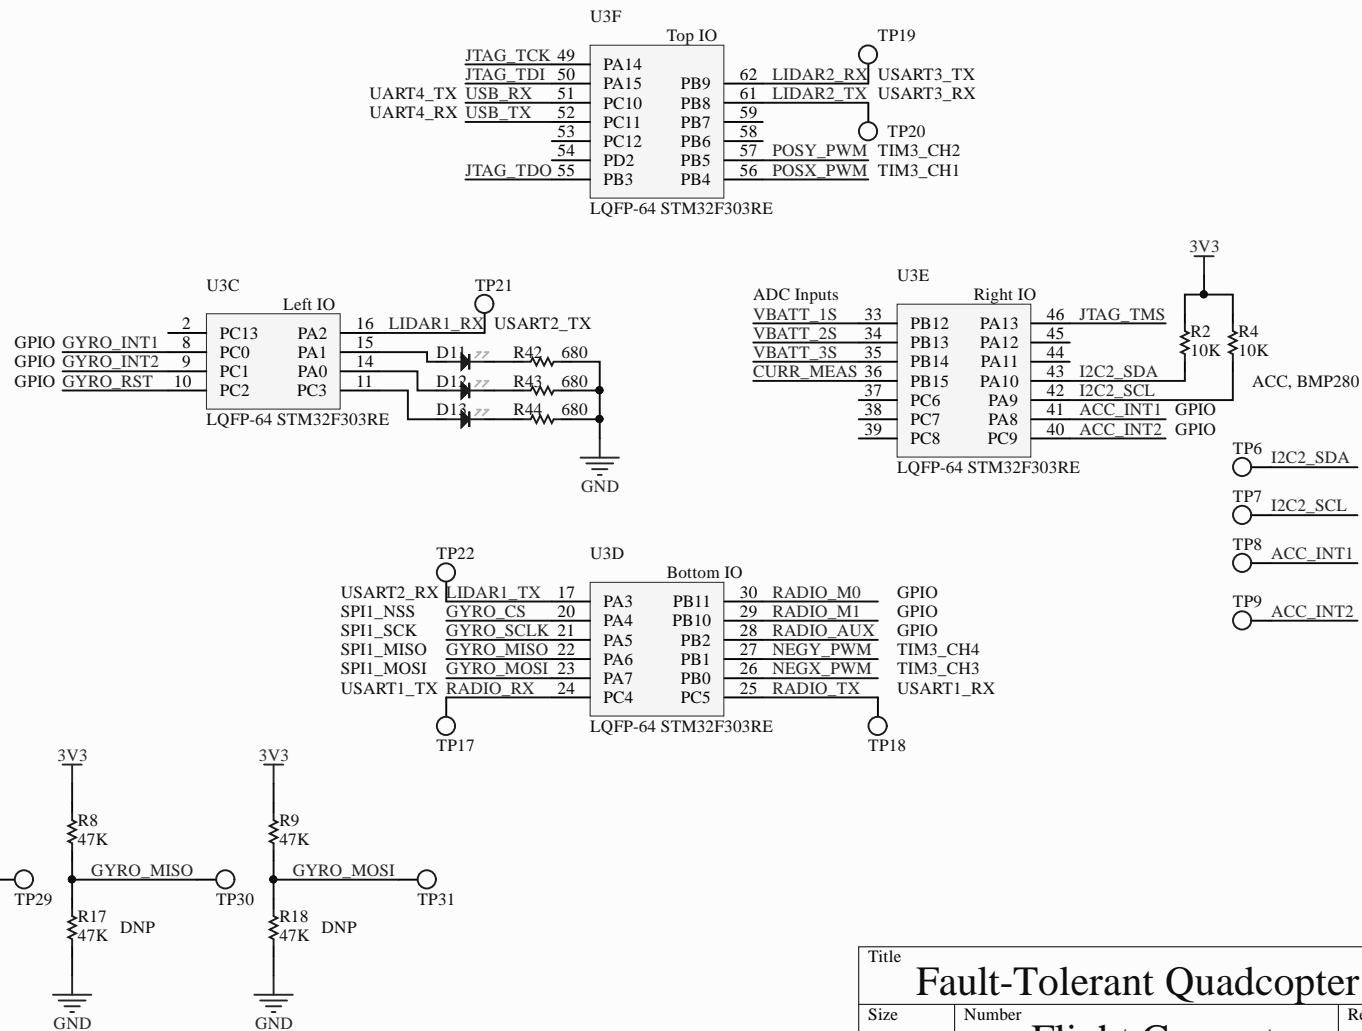 U3F
Top IO
TP19
JTAG_TCK 49 PA14
JTAG_TDI 50 PA15 PB9 62 LIDAR2_RX USART3_TX
UART4_TX USB_RX 51 PC10 PB8 61 LIDAR2_TX USART3_RX
UART4_RX USB_TX 52 PC11 PB7 59
53 PC12 PB6 58
TP20
54 PD2 PB5 57 POSY_PWM TIM3_CH2
JTAG_TDO 55 PB3 PB4 56 POSX_PWM TIM3_CH1
LQFP-64 STM32F303RE
U3C
Left IO
TP21
2 PC13 PA2 16 LIDAR1_RX USART2_TX
GPIO GYRO_INT1 8 PC0 PA1 15
GPIO GYRO_INT2 9 PC1 PA0 14
GPIO GYRO_RST 10 PC2 PC3 11
LQFP-64 STM32F303RE
D11 R42 680
D12 R43 680
D13 R44 680
GND
U3E
ADC Inputs
Right IO
3V3
VBATT_1S 33 PB12 PA13 46 JTAG_TMS
VBATT_2S 34 PB13 PA12 45
VBATT_3S 35 PB14 PA11 44
CURR_MEAS 36 PB15 PA10 43 I2C2_SDA
37 PC6 PA9 42 I2C2_SCL
38 PC7 PA8 41 ACC_INT1 GPIO
39 PC8 PC9 40 ACC_INT2 GPIO
LQFP-64 STM32F303RE
R2 R4
10K 10K
ACC, BMP280
TP6 I2C2_SDA
TP7 I2C2_SCL
TP8 ACC_INT1
TP9 ACC_INT2
TP22
U3D
Bottom IO
USART2_RX LIDAR1_TX 17 PA3 PB11 30 RADIO_M0 GPIO
SPI1_NSS GYRO_CS 20 PA4 PB10 29 RADIO_M1 GPIO
SPI1_SCK GYRO_SCLK 21 PA5 PB2 28 RADIO_AUX GPIO
SPI1_MISO GYRO_MISO 22 PA6 PB1 27 NEGY_PWM TIM3_CH4
SPI1_MOSI GYRO_MOSI 23 PA7 PB0 26 NEGX_PWM TIM3_CH3
USART1_TX RADIO_RX 24 PC4 PC5 25 RADIO_TX USART1_RX
LQFP-64 STM32F303RE
TP17
TP18
3V3 3V3
R8 R9
47K 47K
GYRO_MISO GYRO_MOSI
TP29 TP30 TP31
R17 R18
47K DNP 47K DNP
GND GND
Title
Fault-Tolerant Quadcopter
Size Number